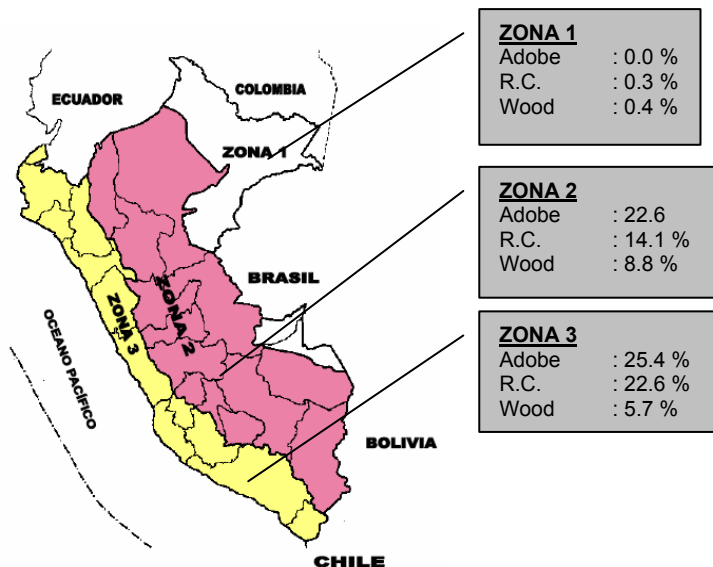 ECUADOR
COLOMBIA
ZONA 1
BRASIL
ZONA 2
ZONA 3
OCEANO PACÍFICO
BOLIVIA
CHILE
ZONA 1
Adobe : 0.0 %
R.C. : 0.3 %
Wood : 0.4 %
ZONA 2
Adobe : 22.6
R.C. : 14.1 %
Wood : 8.8 %
ZONA 3
Adobe : 25.4 %
R.C. : 22.6 %
Wood : 5.7 %